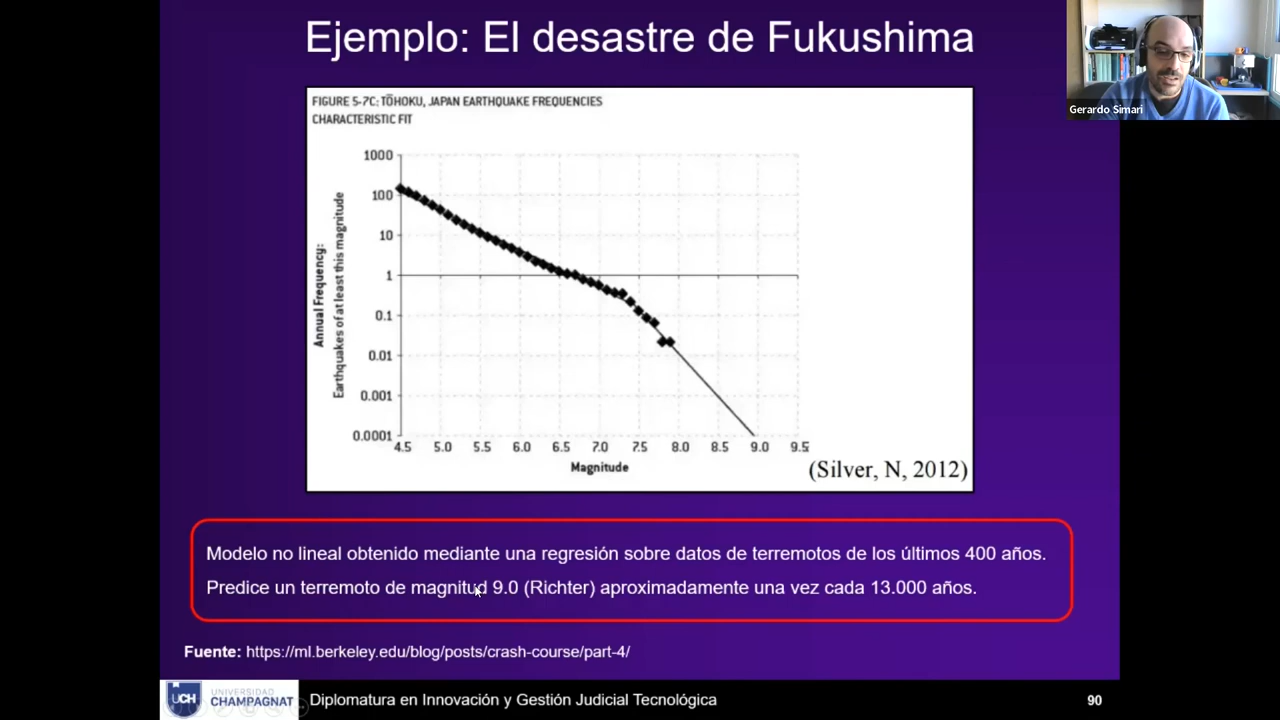 Ejemplo: El desastre de Fukushima
Gerardo Simari
FIGURE 5-7C: TŌHOKU, JAPAN EARTHQUAKE FREQUENCIES
CHARACTERISTIC FIT
Annual Frequency:
Earthquakes of at least this magnitude
1000
100
10
1
0.1
0.01
0.001
0.0001
4.5 5.0 5.5 6.0 6.5 7.0 7.5 8.0 8.5 9.0 9.5
Magnitude
(Silver, N, 2012)
Modelo no lineal obtenido mediante una regresión sobre datos de terremotos de los últimos 400 años.
Predice un terremoto de magnitud 9.0 (Richter) aproximadamente una vez cada 13.000 años.
Fuente: https://ml.berkeley.edu/blog/posts/crash-course/part-4/
UCH
UNIVERSIDAD
CHAMPAGNAT
Diplomatura en Innovación y Gestión Judicial Tecnológica
90